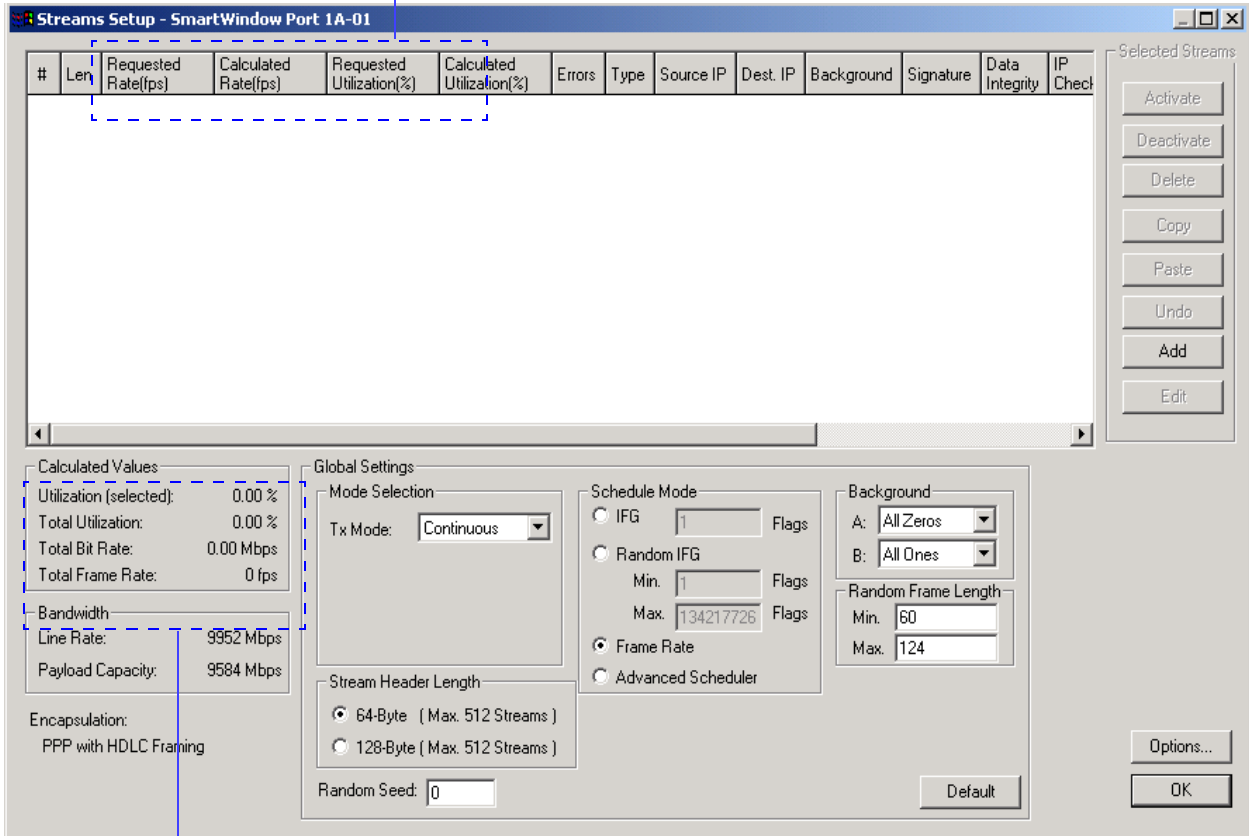 Streams Setup - SmartWindow Port 1A-01
# Len Requested Rate(fps) Calculated Rate(fps) Requested Utilization(%) Calculated Utilization(%) Errors Type Source IP Dest. IP Background Signature Data Integrity IP Check
Selected Streams
Activate
Deactivate
Delete
Copy
Paste
Undo
Add
Edit
Calculated Values
Utilization (selected): 0.00 %
Total Utilization: 0.00 %
Total Bit Rate: 0.00 Mbps
Total Frame Rate: 0 fps
Bandwidth
Line Rate: 9952 Mbps
Payload Capacity: 9584 Mbps
Encapsulation:
PPP with HDLC Framing
Global Settings
Mode Selection
Tx Mode: Continuous
Stream Header Length
64-Byte ( Max. 512 Streams )
128-Byte ( Max. 512 Streams )
Random Seed: 0
Schedule Mode
IFG 1 Flags
Random IFG
Min. 1 Flags
Max. 134217726 Flags
Frame Rate
Advanced Scheduler
Background
A: All Zeros
B: All Ones
Random Frame Length
Min. 60
Max. 124
Default
Options...
OK